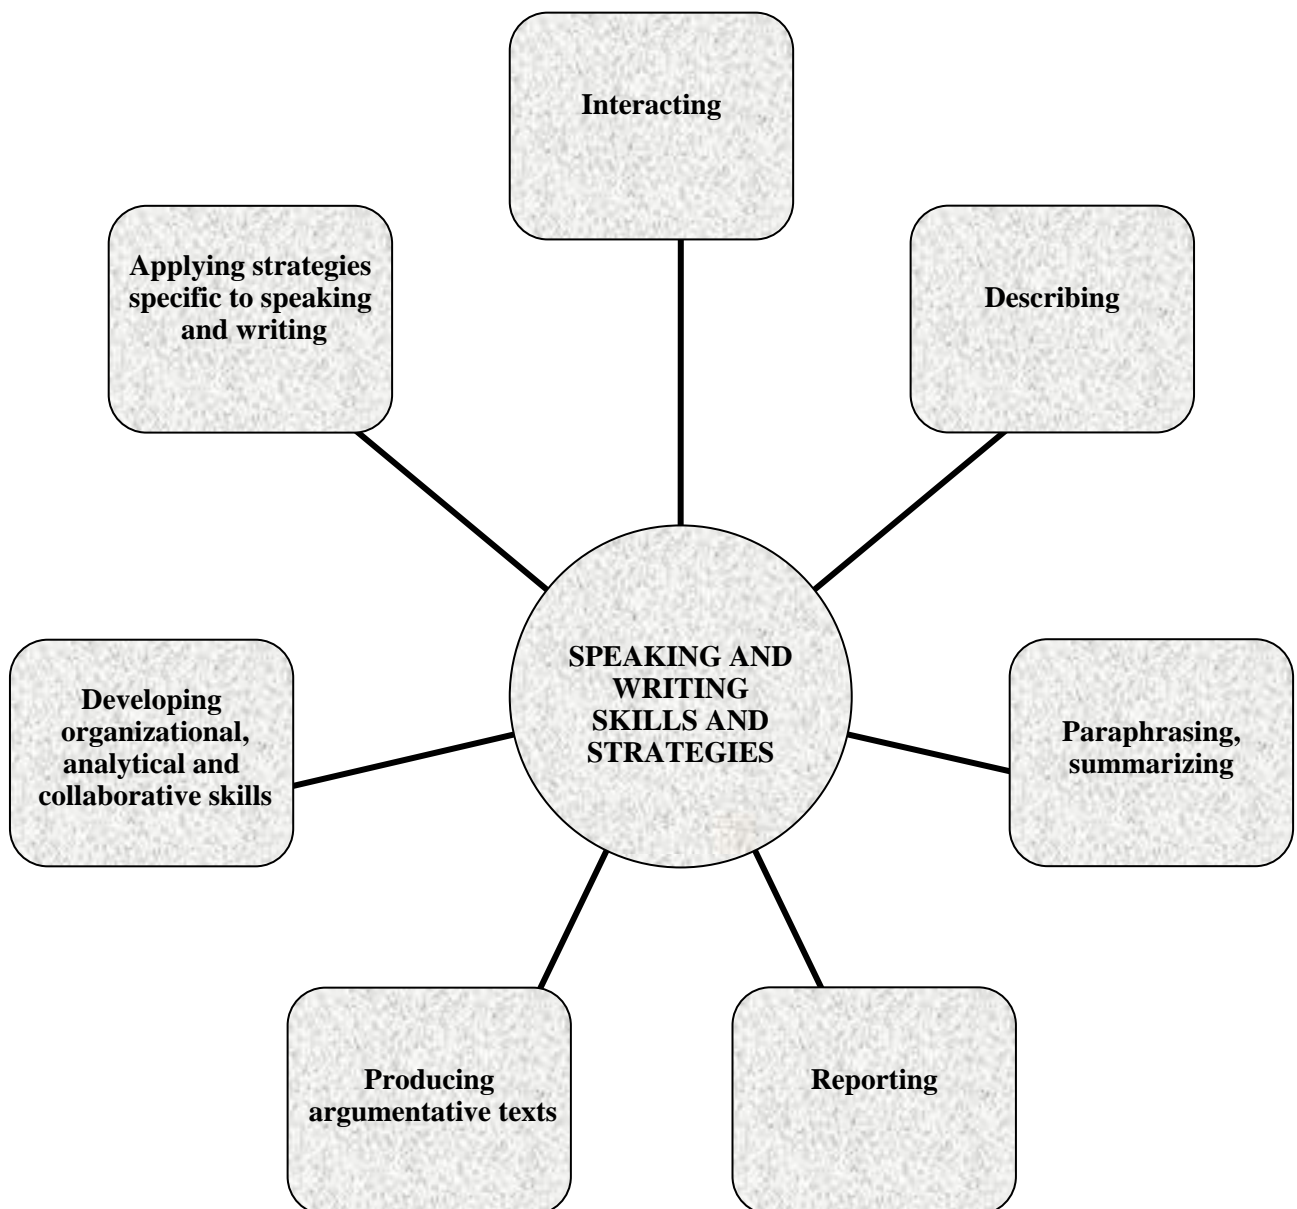 Interacting
Applying strategies
specific to speaking
and writing
Describing
SPEAKING AND
WRITING
SKILLS AND
STRATEGIES
Developing
organizational,
analytical and
collaborative skills
Paraphrasing,
summarizing
Producing
argumentative texts
Reporting